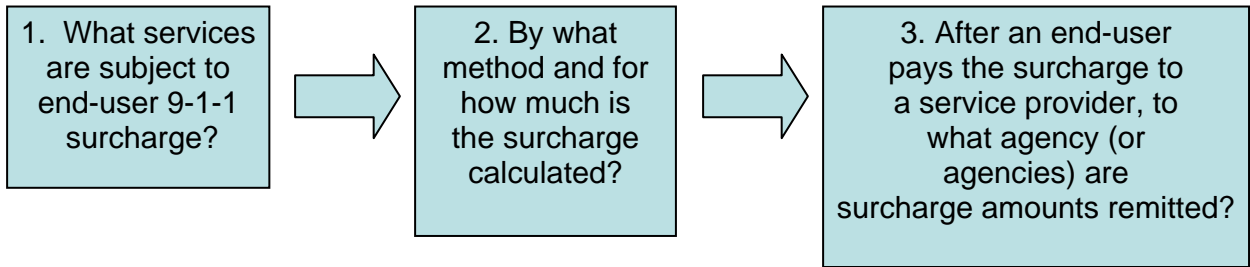 1. What services
are subject to
end-user 9-1-1
surcharge?
2. By what
method and for
how much is
the surcharge
calculated?
3. After an end-user
pays the surcharge to
a service provider, to
what agency (or
agencies) are
surcharge amounts remitted?